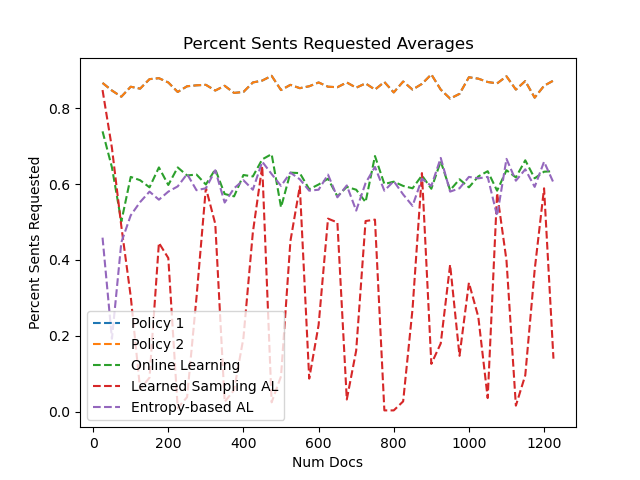 Percent Sents Requested Averages
Percent Sents Requested
0.8
0.6
0.4
0.2
0.0
Policy 1
Policy 2
Online Learning
Learned Sampling AL
Entropy-based AL
0 200 400 600 800 1000 1200
Num Docs